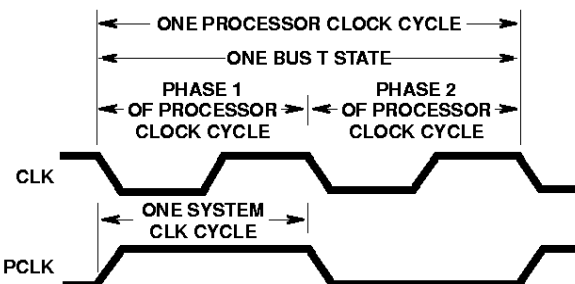 ONE PROCESSOR CLOCK CYCLE
ONE BUS T STATE
PHASE 1
OF PROCESSOR
CLOCK CYCLE
PHASE 2
OF PROCESSOR
CLOCK CYCLE
CLK
ONE SYSTEM
CLK CYCLE
PCLK